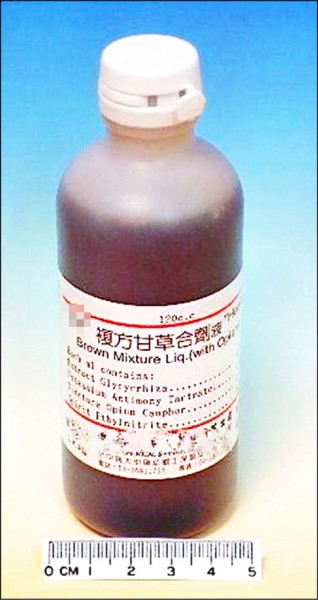 120c.c
複方甘草合劑液
Brown Mixture Liq.(with Opi
Each ml contains:
Extract Glycyrrhiza..........
Potassium Antimony Tartrate..........
Tincture Opium Camphor..........
Spirit Ethylnitrite..........
0 CM 1 2 3 4 5